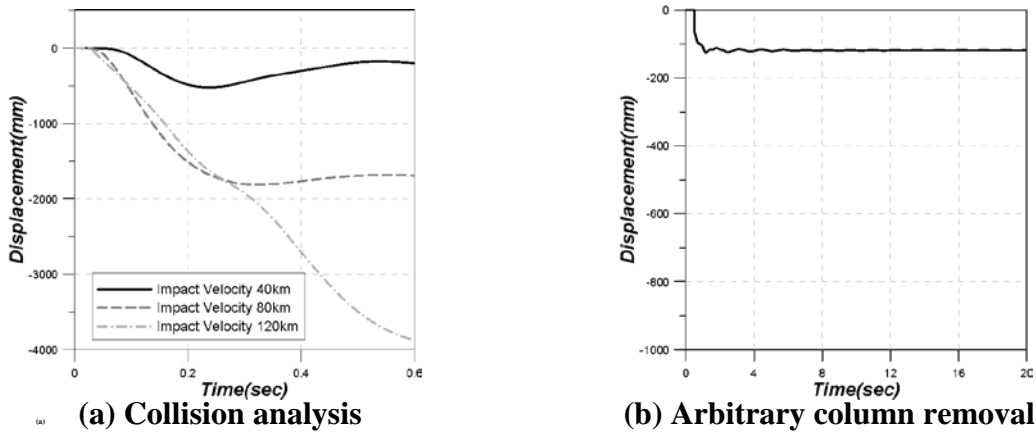 0
-1000
-2000
-3000
-4000
Displacement(mm)
Impact Velocity 40km
Impact Velocity 80km
Impact Velocity 120km
0
0.2
0.4
0.6
Time(sec)
(a) (a) Collision analysis
0
-200
-400
-600
-800
-1000
Displacement(mm)
0
4
8
12
16
20
Time(sec)
(b) Arbitrary column removal